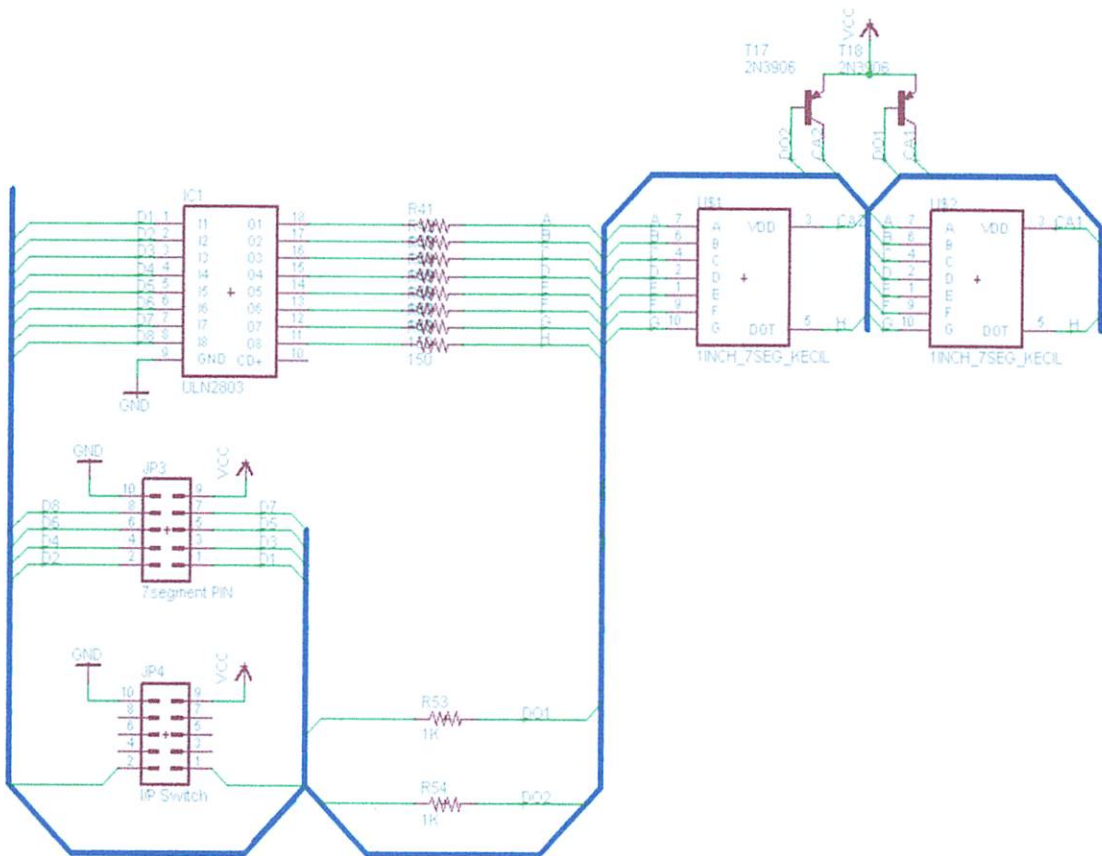 VCC
T17
T18
2N3906
2N3906
DO2
CA2
DO1
CA1
IC1
D1 1 I1 O1 18
D2 2 I2 O2 17
D3 3 I3 O3 16
D4 4 I4 O4 15
D5 5 I5 O5 14
D6 6 I6 O6 13
D7 7 I7 O7 12
D8 8 I8 O8 11
9 GND CD+ 10
GND
ULN2803
R41
150
A
B
D
E
F
G
H
U$1
A 7 A VDD 3 CA2
B 6 B
4 C
D 2 D
E 1 E
F 9 F
G 10 G DOT 5 H
1INCH_7SEG_KECIL
U$2
7 A VDD 3 CA1
6 B
4 C
2 D
1 E
9 F
G 10 G DOT 5 H
1INCH_7SEG_KECIL
GND
JP3
VCC
10 9
D8 8 7 D7
D6 6 5 D5
D4 4 3 D3
D2 2 1 D1
7segment PIN
GND
JP4
VCC
10 9
8 7
6 5
4 3
2 1
I/P Switch
R53
1K
DO1
R54
1K
DO2